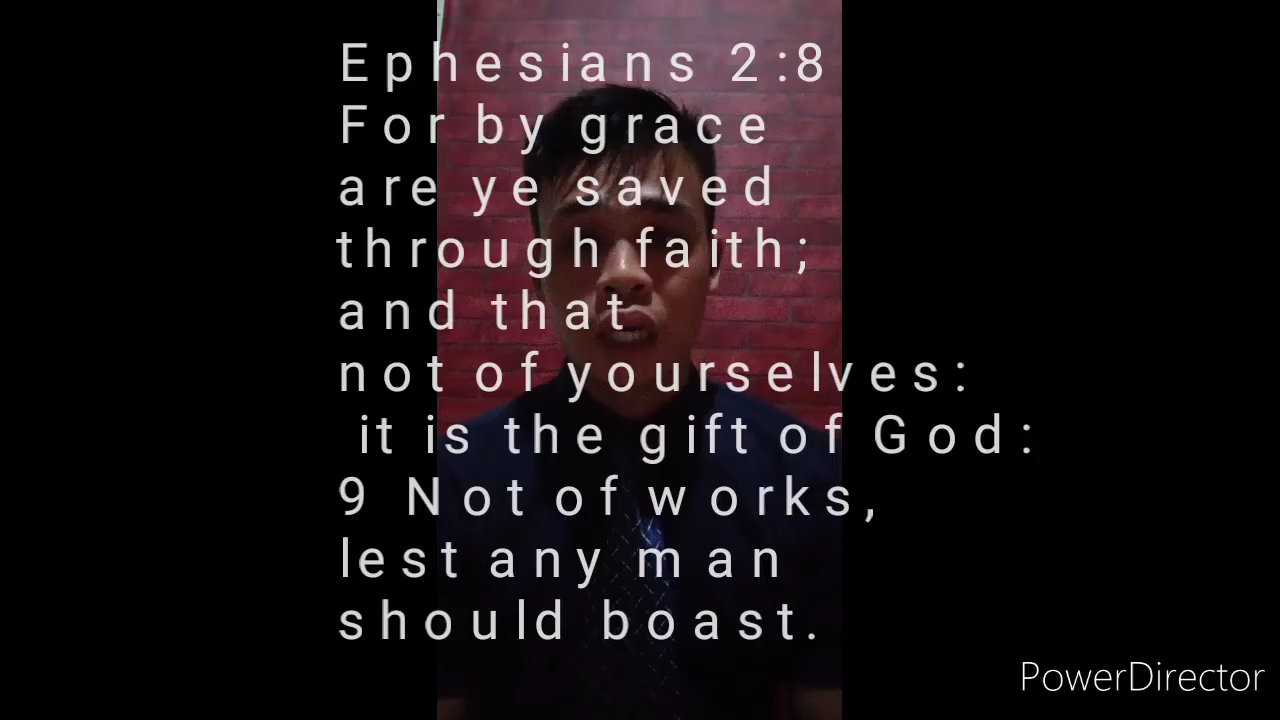 Ephesians 2:8
For by grace
are ye saved
through faith;
and that
not of yourselves:
it is the gift of God:
9 Not of works,
lest any man
should boast.
PowerDirector